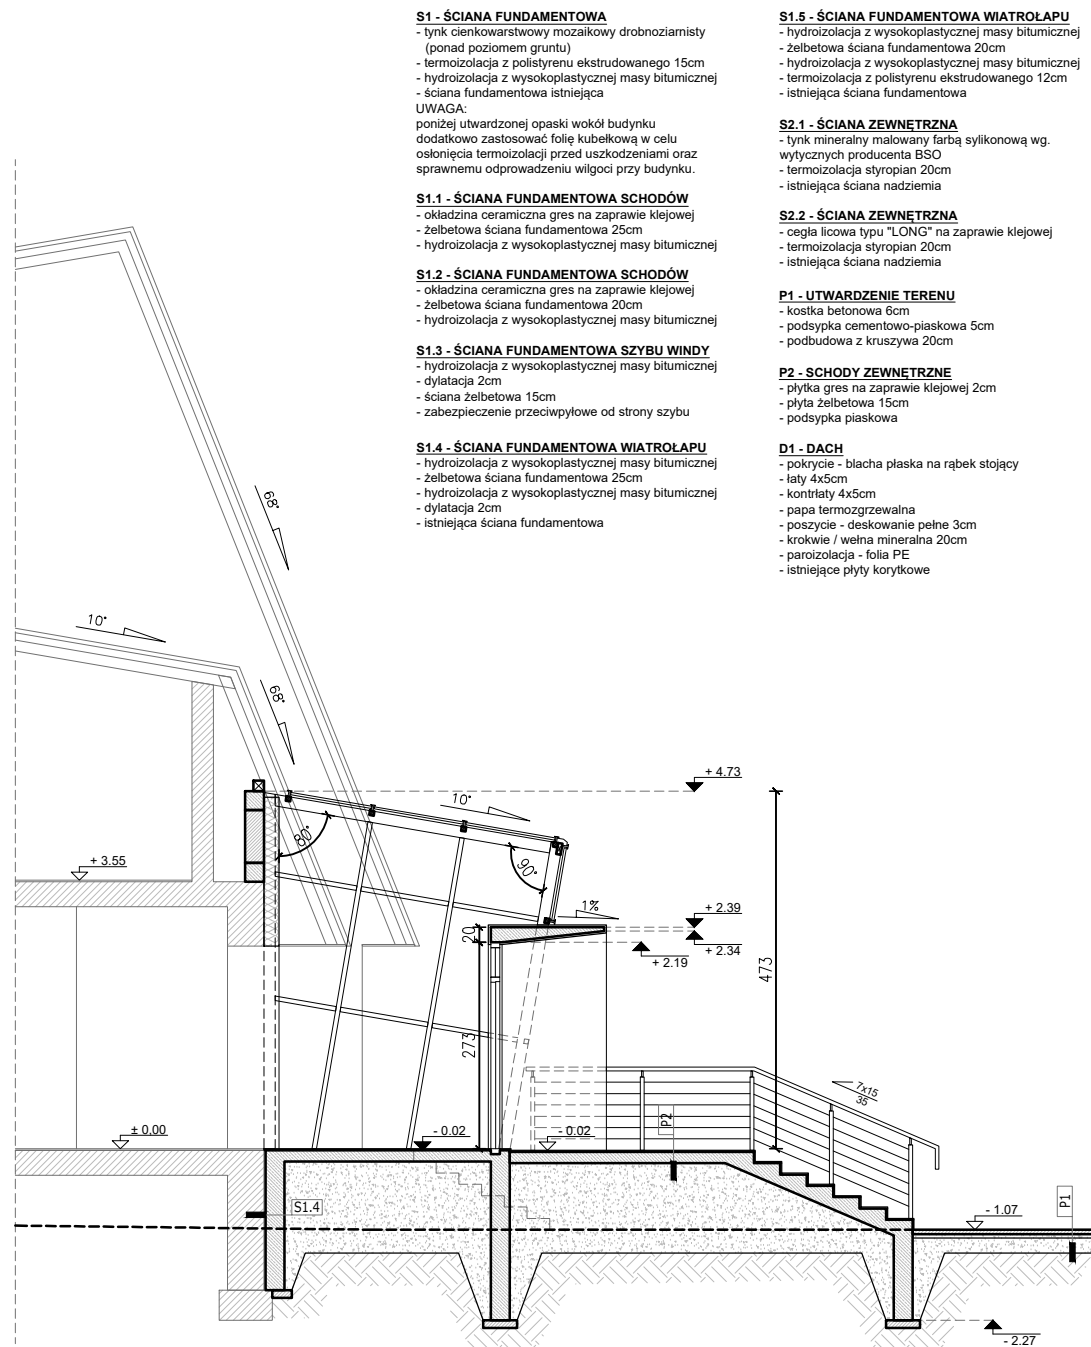 S1 - ŚCIANA FUNDAMENTOWA
- tynk cienkowarstwowy mozaikowy drobnoziarnisty
(ponad poziomem gruntu)
- termoizolacja z polistyrenu ekstrudowanego 15cm
- hydroizolacja z wysokoplastycznej masy bitumicznej
- ściana fundamentowa istniejąca
UWAGA:
poniżej utwardzonej opaski wokół budynku
dodatkowo zastosować folię kubełkową w celu
osłonięcia termoizolacji przed uszkodzeniami oraz
sprawnemu odprowadzeniu wilgoci przy budynku.
S1.1 - ŚCIANA FUNDAMENTOWA SCHODÓW
- okładzina ceramiczna gres na zaprawie klejowej
- żelbetowa ściana fundamentowa 25cm
- hydroizolacja z wysokoplastycznej masy bitumicznej
S1.2 - ŚCIANA FUNDAMENTOWA SCHODÓW
- okładzina ceramiczna gres na zaprawie klejowej
- żelbetowa ściana fundamentowa 20cm
- hydroizolacja z wysokoplastycznej masy bitumicznej
S1.3 - ŚCIANA FUNDAMENTOWA SZYBU WINDY
- hydroizolacja z wysokoplastycznej masy bitumicznej
- dylatacja 2cm
- ściana żelbetowa 15cm
- zabezpieczenie przeciwpyłowe od strony szybu
S1.4 - ŚCIANA FUNDAMENTOWA WIATROŁAPU
- hydroizolacja z wysokoplastycznej masy bitumicznej
- żelbetowa ściana fundamentowa 25cm
- hydroizolacja z wysokoplastycznej masy bitumicznej
- dylatacja 2cm
- istniejąca ściana fundamentowa
S1.5 - ŚCIANA FUNDAMENTOWA WIATROŁAPU
- hydroizolacja z wysokoplastycznej masy bitumicznej
- żelbetowa ściana fundamentowa 20cm
- hydroizolacja z wysokoplastycznej masy bitumicznej
- termoizolacja z polistyrenu ekstrudowanego 12cm
- istniejąca ściana fundamentowa
S2.1 - ŚCIANA ZEWNĘTRZNA
- tynk mineralny malowany farbą sylikonową wg.
wytycznych producenta BSO
- termoizolacja styropian 20cm
- istniejąca ściana nadziemia
S2.2 - ŚCIANA ZEWNĘTRZNA
- cegła licowa typu "LONG" na zaprawie klejowej
- termoizolacja styropian 20cm
- istniejąca ściana nadziemia
P1 - UTWARDZENIE TERENU
- kostka betonowa 6cm
- podsypka cementowo-piaskowa 5cm
- podbudowa z kruszywa 20cm
P2 - SCHODY ZEWNĘTRZNE
- płytka gres na zaprawie klejowej 2cm
- płyta żelbetowa 15cm
- podsypka piaskowa
D1 - DACH
- pokrycie - blacha płaska na rąbek stojący
- łaty 4x5cm
- kontrłaty 4x5cm
- papa termozgrzewalna
- poszycie - deskowanie pełne 3cm
- krokwie / wełna mineralna 20cm
- paroizolacja - folia PE
- istniejące płyty korytkowe
68°
10°
68°
+ 4.73
10°
80°
90°
+ 3.55
1%
+ 2.39
20
+ 2.34
+ 2.19
473
273
7x15
35
P2
± 0,00
- 0.02
- 0.02
S1.4
P1
- 1.07
- 2.27